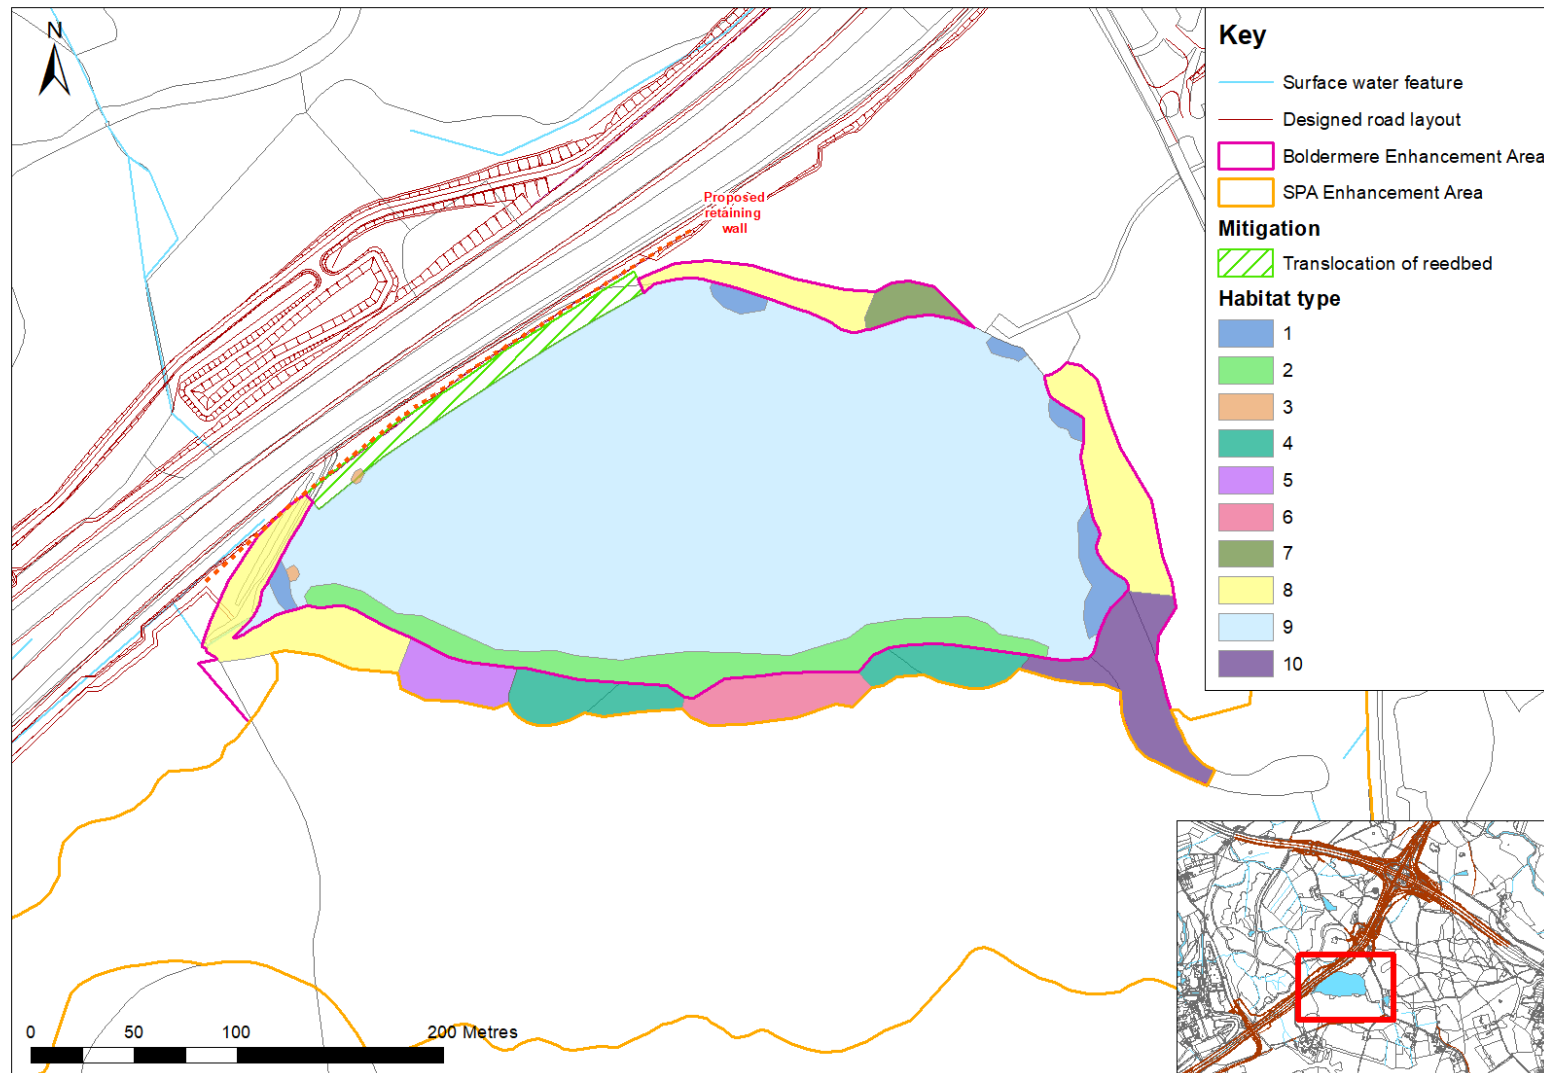 N
Proposed
retaining
wall
Key
Surface water feature
Designed road layout
Boldermere Enhancement Area
SPA Enhancement Area
Mitigation
Translocation of reedbed
Habitat type
1
2
3
4
5
6
7
8
9
10
0 50 100 200 Metres